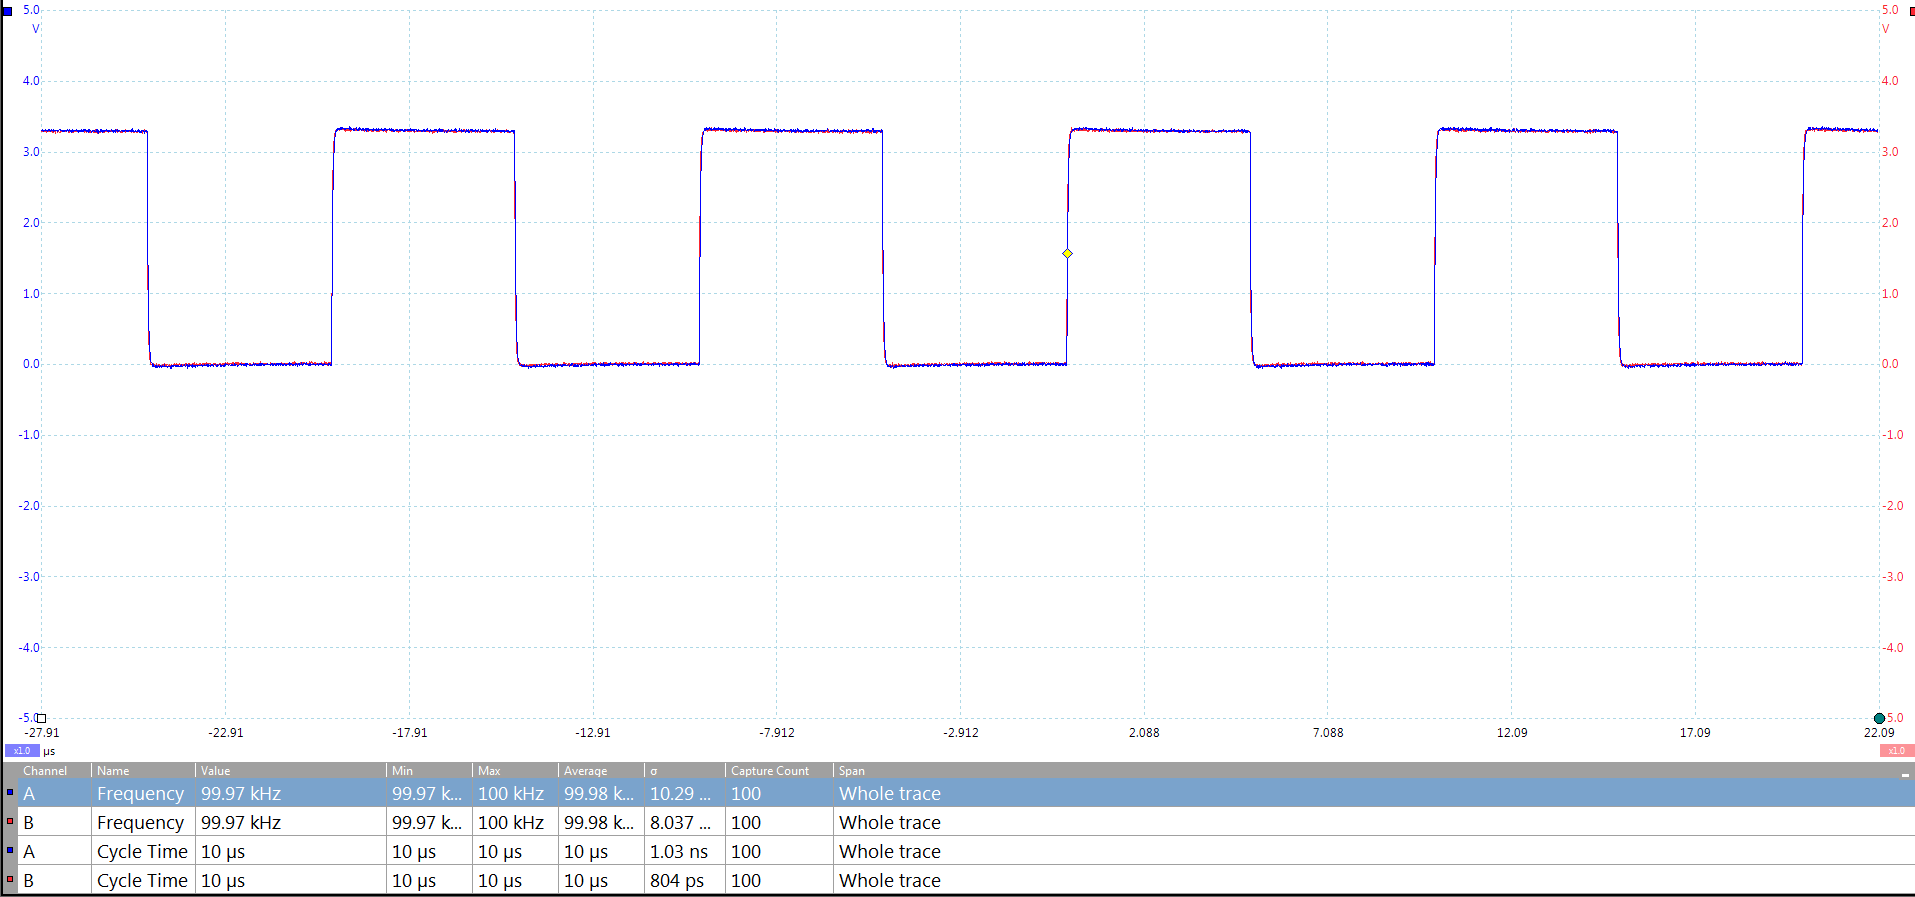 5.0 5.0
V V
4.0 4.0
3.0 3.0
2.0 2.0
1.0 1.0
0.0 0.0
-1.0 -1.0
-2.0 -2.0
-3.0 -3.0
-4.0 -4.0
-5.0 5.0
-27.91 -22.91 -17.91 -12.91 -7.912 -2.912 2.088 7.088 12.09 17.09 22.09
x1.0 µs x1.0
Channel Name Value Min Max Average σ Capture Count Span
A Frequency 99.97 kHz 99.97 k... 100 kHz 99.98 k... 10.29 ... 100 Whole trace
B Frequency 99.97 kHz 99.97 k... 100 kHz 99.98 k... 8.037 ... 100 Whole trace
A Cycle Time 10 µs 10 µs 10 µs 10 µs 1.03 ns 100 Whole trace
B Cycle Time 10 µs 10 µs 10 µs 10 µs 804 ps 100 Whole trace